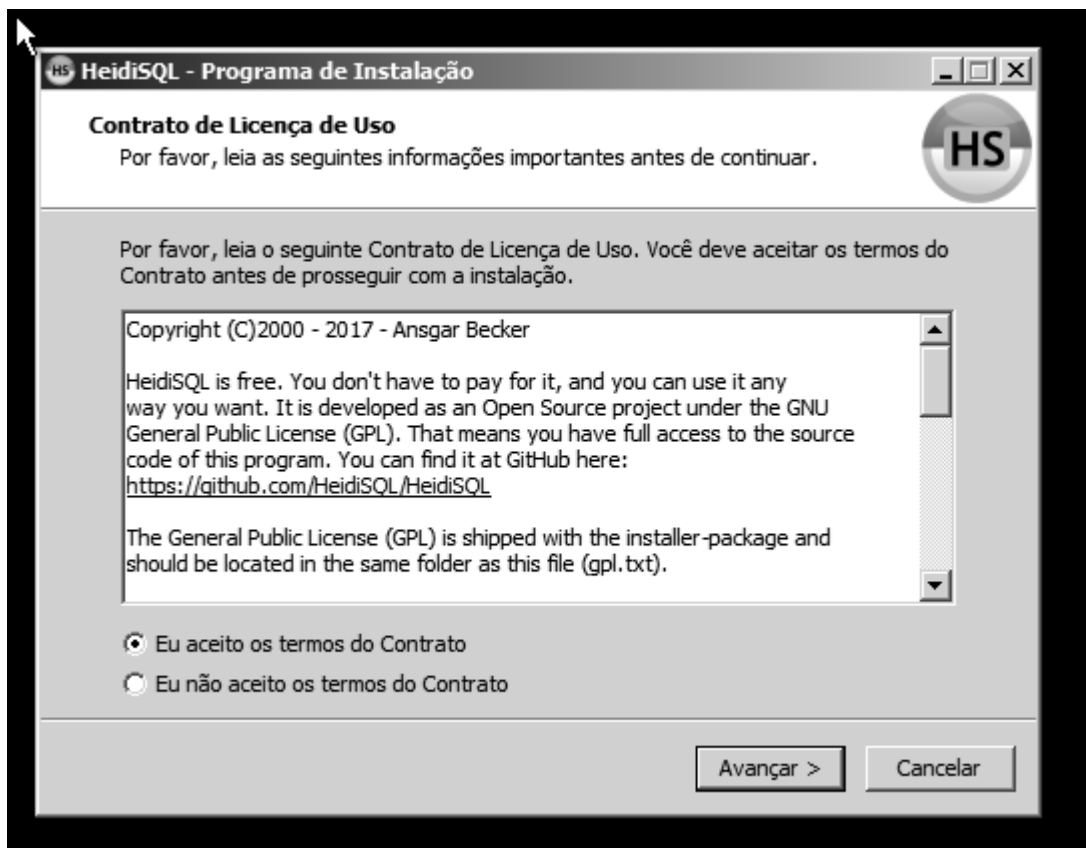 HS HeidiSQL - Programa de Instalação
Contrato de Licença de Uso
Por favor, leia as seguintes informações importantes antes de continuar.
HS
Por favor, leia o seguinte Contrato de Licença de Uso. Você deve aceitar os termos do
Contrato antes de prosseguir com a instalação.
Copyright (C)2000 - 2017 - Ansgar Becker
HeidiSQL is free. You don't have to pay for it, and you can use it any
way you want. It is developed as an Open Source project under the GNU
General Public License (GPL). That means you have full access to the source
code of this program. You can find it at GitHub here:
https://github.com/HeidiSQL/HeidiSQL
The General Public License (GPL) is shipped with the installer-package and
should be located in the same folder as this file (gpl.txt).
Eu aceito os termos do Contrato
Eu não aceito os termos do Contrato
Avançar >
Cancelar